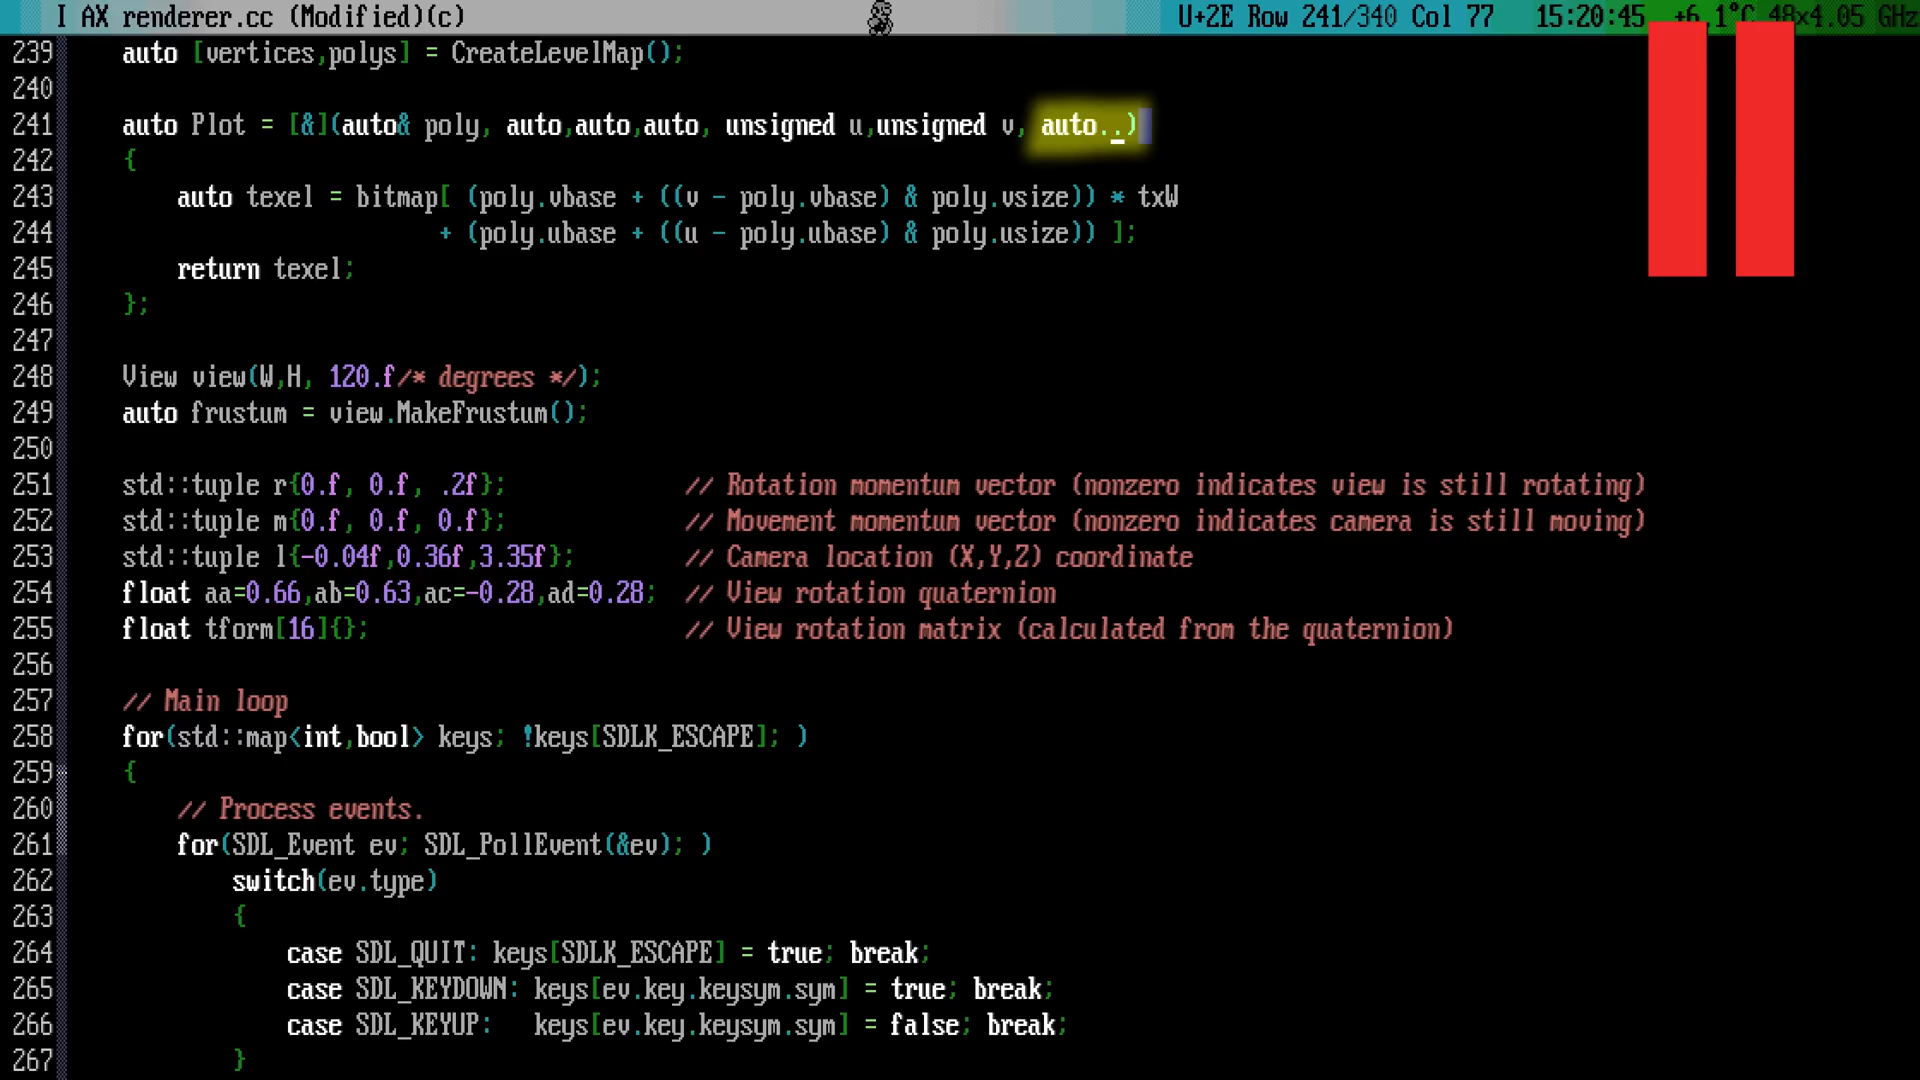 I AX renderer.cc (Modified)(c) U+2E Row 241/340 Col 77 15:20:45 +6,1°C 48x4.05 GHz
239 auto [vertices,polys] = CreateLevelMap();
240
241 auto Plot = [&](auto& poly, auto,auto,auto, unsigned u,unsigned v, auto..)
242 {
243 auto texel = bitmap[ (poly.vbase + ((v - poly.vbase) & poly.vsize)) * txW
244 + (poly.ubase + ((u - poly.ubase) & poly.usize)) ];
245 return texel;
246 };
247
248 View view(W,H, 120.f/* degrees */);
249 auto frustum = view.MakeFrustum();
250
251 std::tuple r{0.f, 0.f, .2f}; // Rotation momentum vector (nonzero indicates view is still rotating)
252 std::tuple m{0.f, 0.f, 0.f}; // Movement momentum vector (nonzero indicates camera is still moving)
253 std::tuple l{-0.04f,0.36f,3.35f}; // Camera location (X,Y,Z) coordinate
254 float aa=0.66,ab=0.63,ac=-0.28,ad=0.28; // View rotation quaternion
255 float tform[16]{}; // View rotation matrix (calculated from the quaternion)
256
257 // Main loop
258 for(std::map<int,bool> keys; !keys[SDLK_ESCAPE]; )
259 {
260 // Process events.
261 for(SDL_Event ev; SDL_PollEvent(&ev); )
262 switch(ev.type)
263 {
264 case SDL_QUIT: keys[SDLK_ESCAPE] = true; break;
265 case SDL_KEYDOWN: keys[ev.key.keysym.sym] = true; break;
266 case SDL_KEYUP: keys[ev.key.keysym.sym] = false; break;
267 }